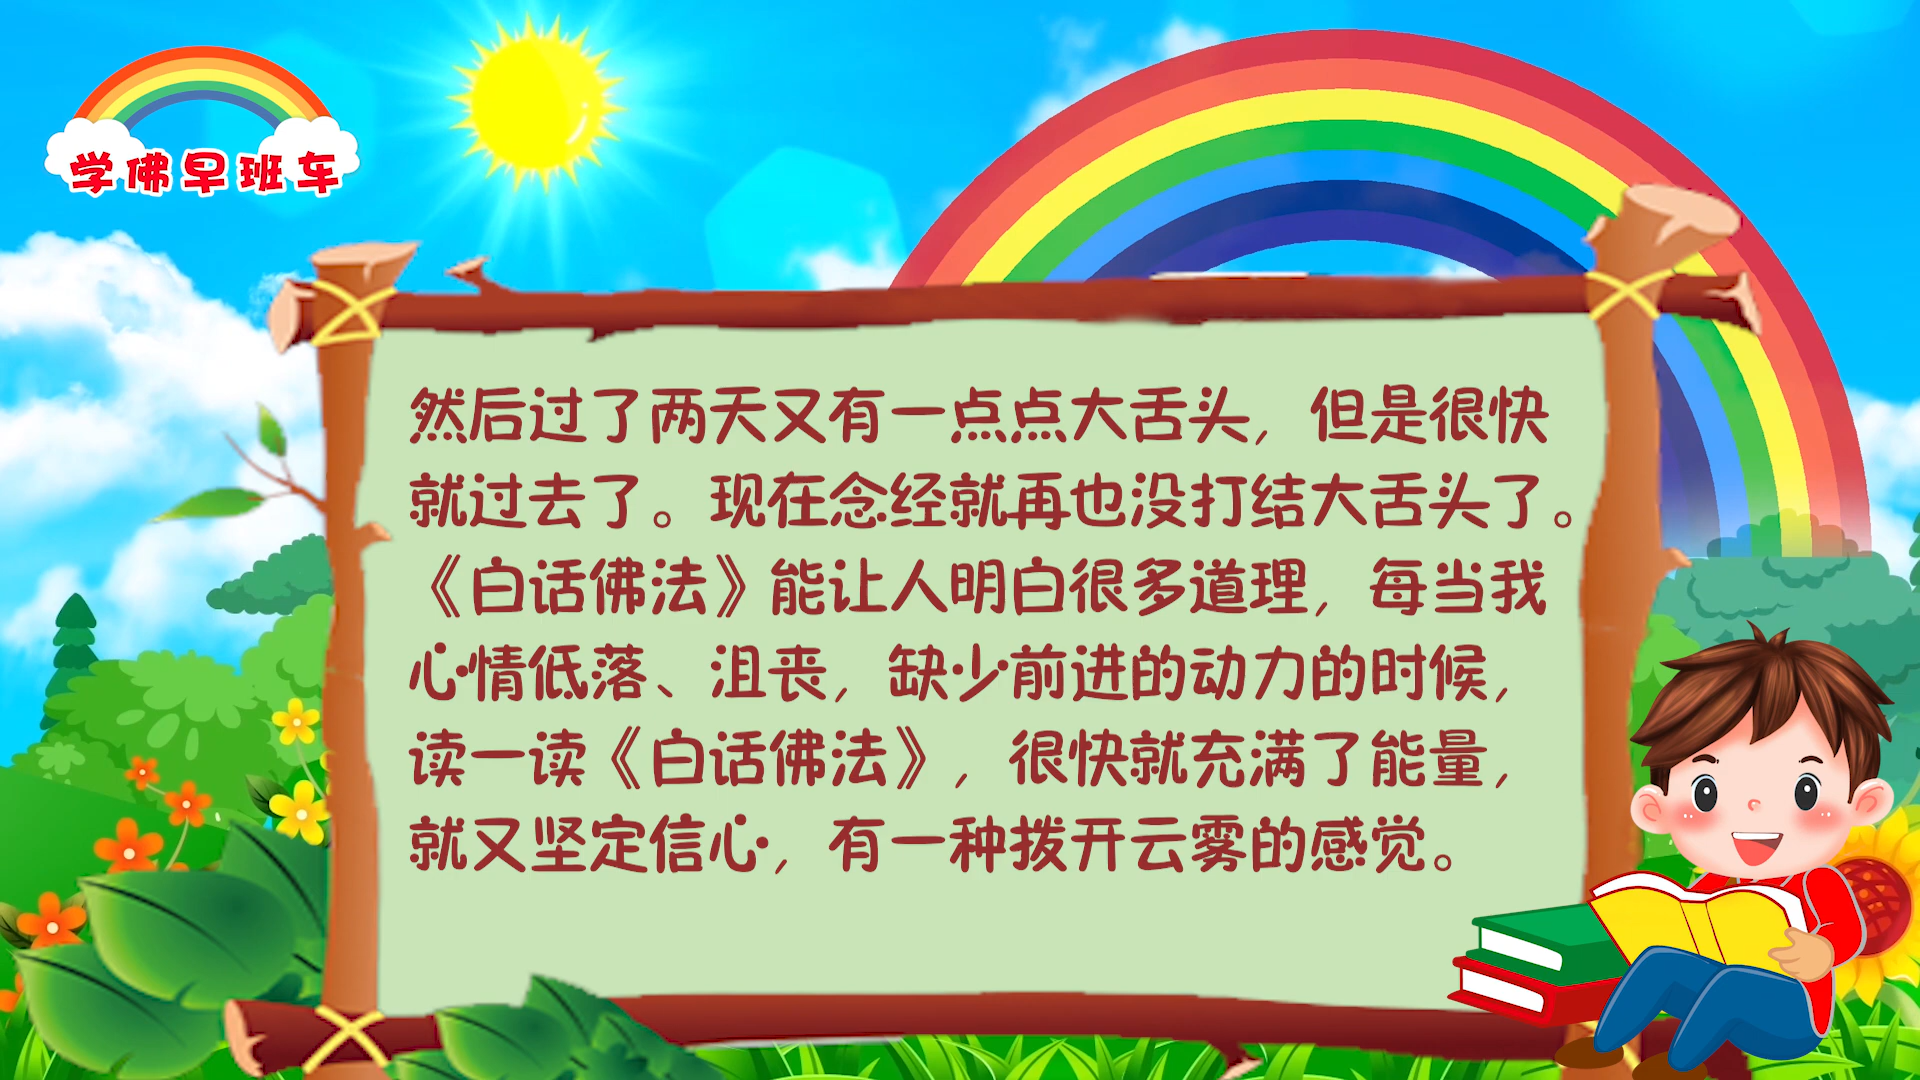 学佛早班车
然后过了两天又有一点点大舌头，但是很快
就过去了。现在念经就再也没打结大舌头了。
《白话佛法》能让人明白很多道理，每当我
心情低落、沮丧，缺少前进的动力的时候，
读一读《白话佛法》，很快就充满了能量，
就又坚定信心，有一种拨开云雾的感觉。